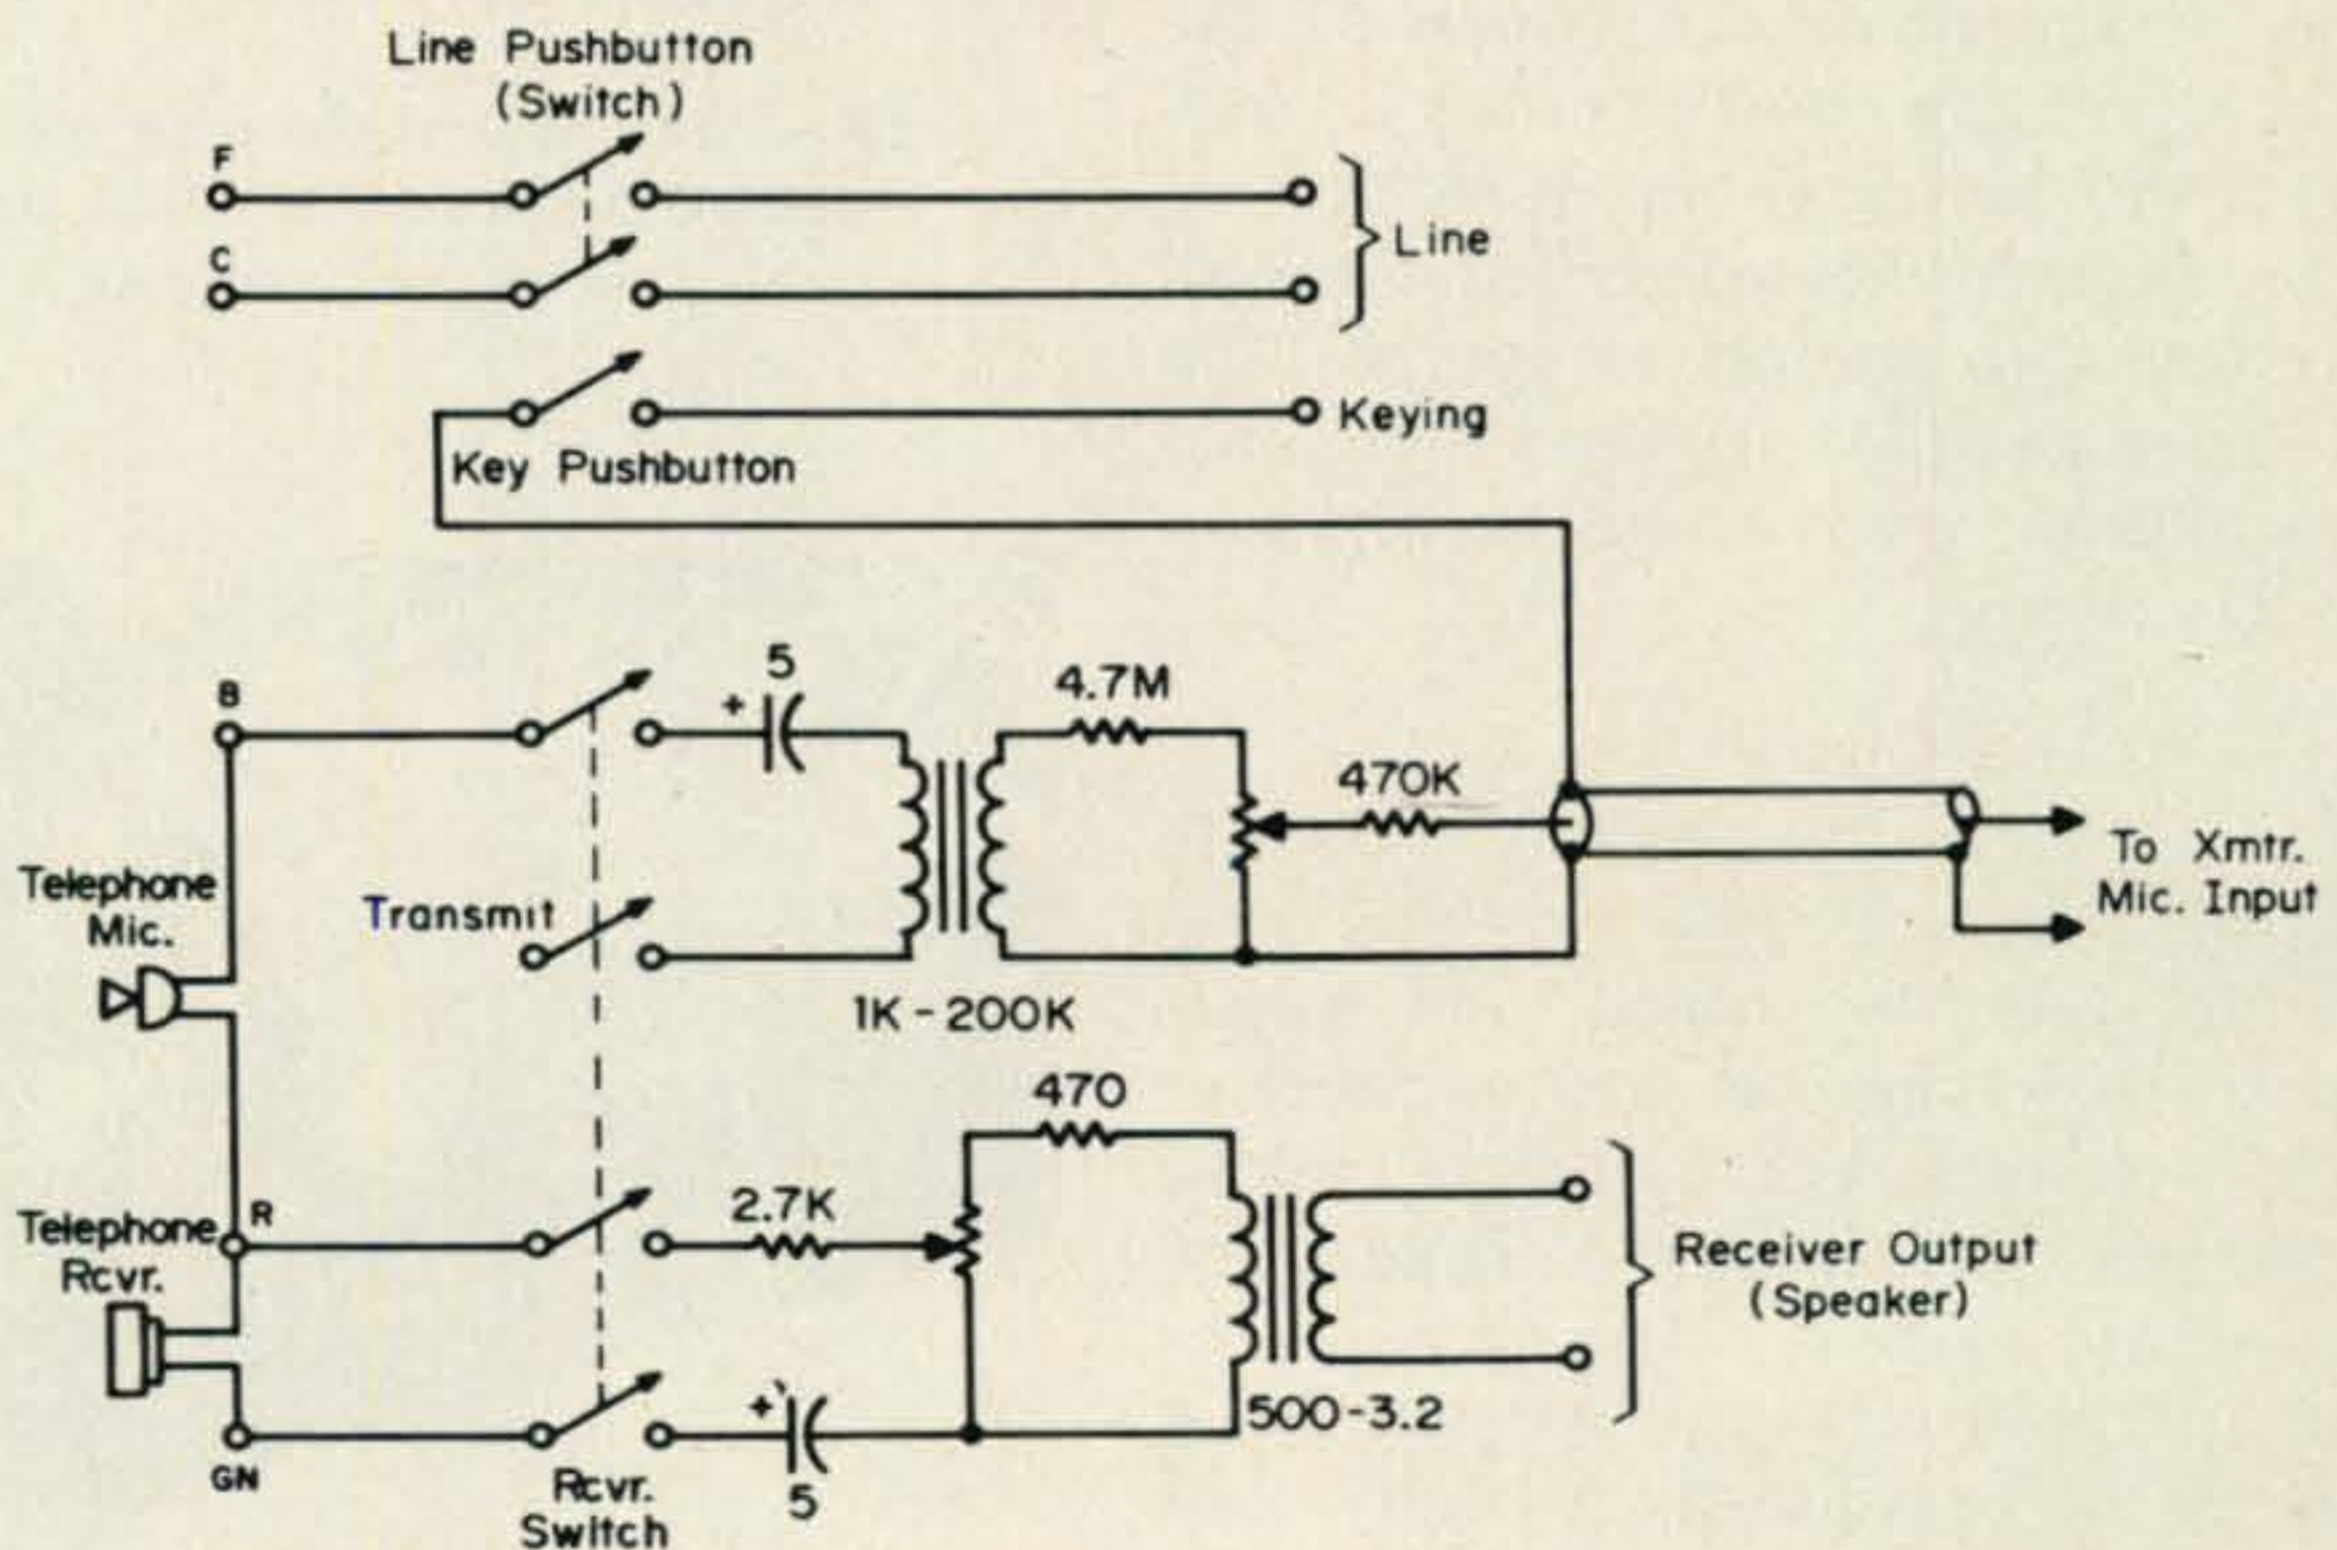 Line Pushbutton
(Switch)
F
C
Line
Keying
Key Pushbutton
B
+
5
4.7M
470K
To Xmtr.
Mic. Input
Telephone
Mic.
Transmit
1K-200K
470
Telephone
Rcvr.
R
2.7K
Receiver Output
(Speaker)
+
500-3.2
GN
Rcvr.
Switch
5